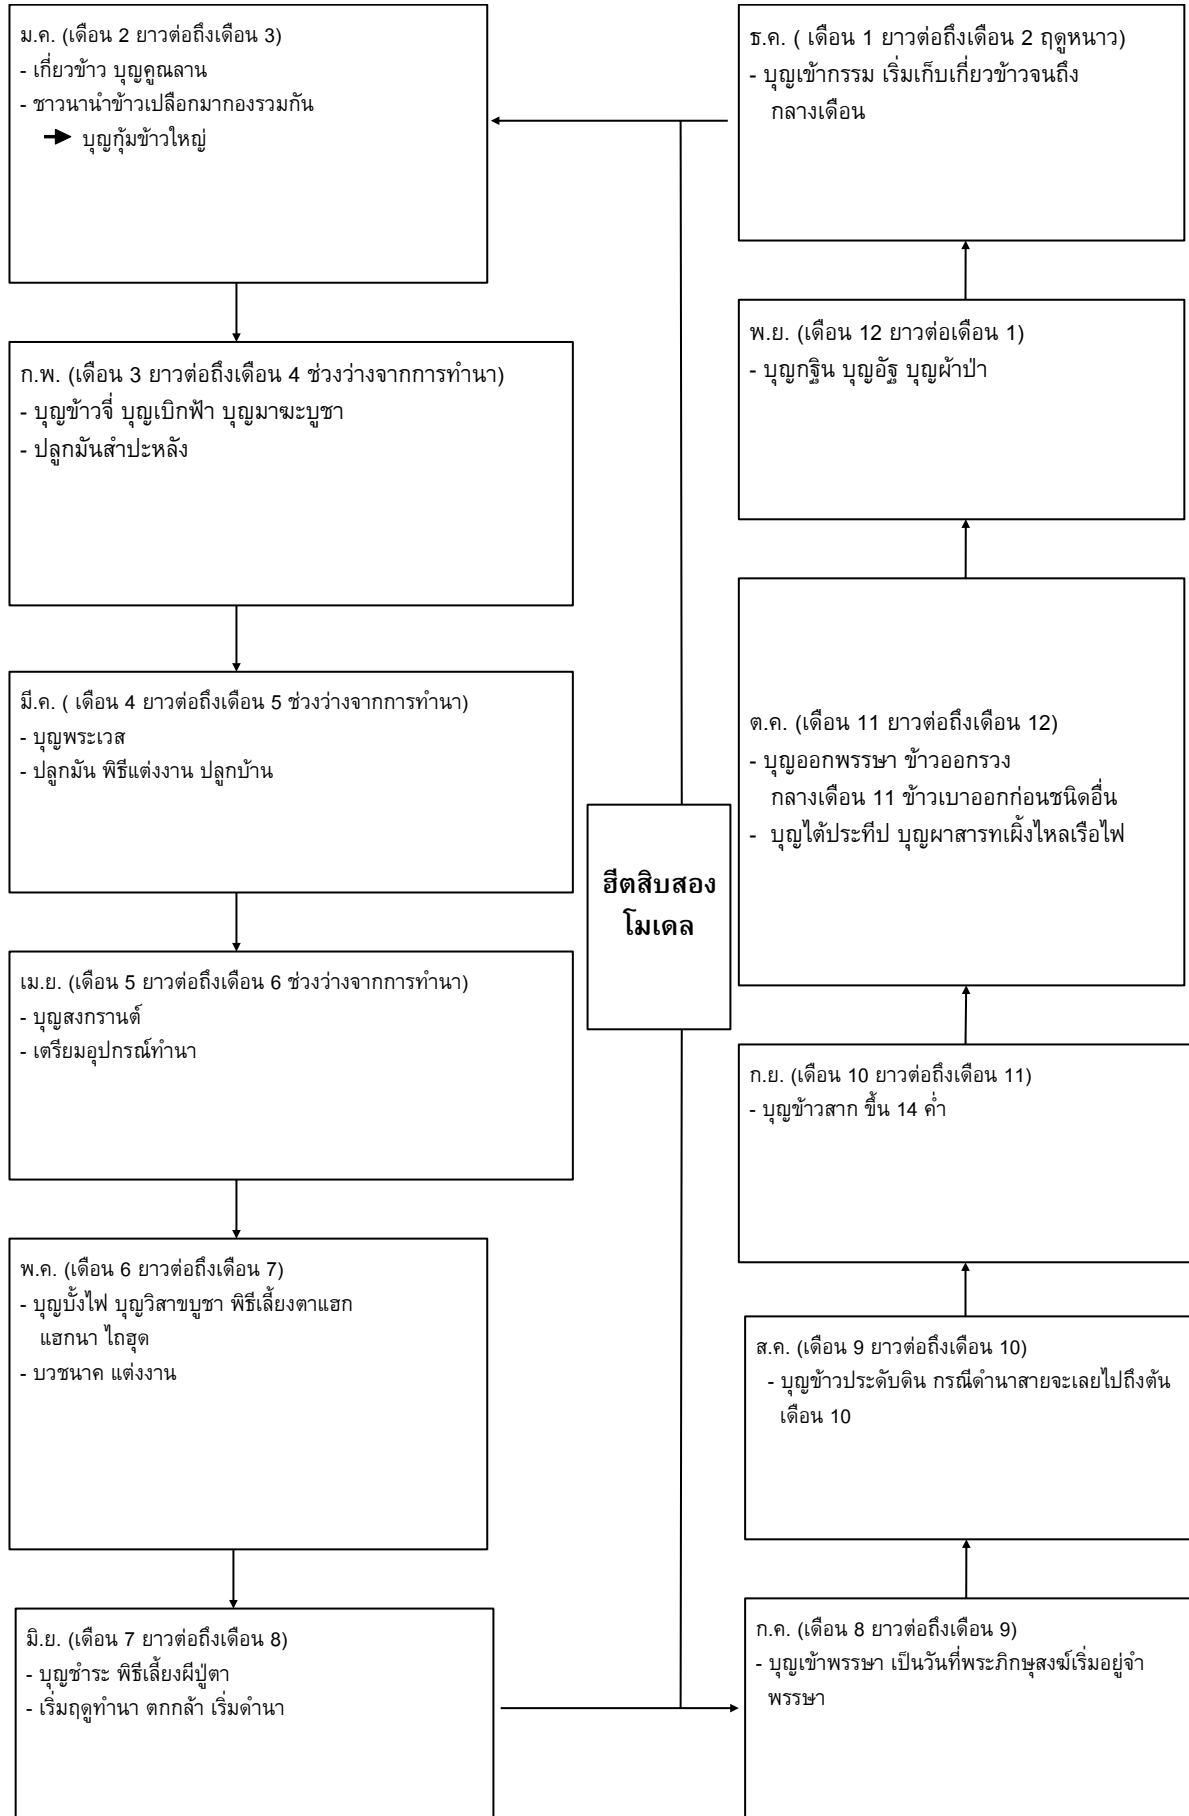 ม.ค. (เดือน 2 ยาวต่อถึงเดือน 3)
- เกี่ยวข้าว บุญคูณลาน
- ชาวนานำข้าวเปลือกมากองรวมกัน
บุญกุ้มข้าวใหญ่
ก.พ. (เดือน 3 ยาวต่อถึงเดือน 4 ช่วงว่างจากการทำนา)
- บุญข้าวจี่ บุญเบิกฟ้า บุญมาฆะบูชา
- ปลูกมันสำปะหลัง
มี.ค. ( เดือน 4 ยาวต่อถึงเดือน 5 ช่วงว่างจากการทำนา)
- บุญพระเวส
- ปลูกมัน พิธีแต่งงาน ปลูกบ้าน
เม.ย. (เดือน 5 ยาวต่อถึงเดือน 6 ช่วงว่างจากการทำนา)
- บุญสงกรานต์
- เตรียมอุปกรณ์ทำนา
พ.ค. (เดือน 6 ยาวต่อถึงเดือน 7)
- บุญบั้งไฟ บุญวิสาขบูชา พิธีเลี้ยงตาแฮก
แฮกนา ไถฮุด
- บวชนาค แต่งงาน
มิ.ย. (เดือน 7 ยาวต่อถึงเดือน 8)
- บุญชำระ พิธีเลี้ยงผีปู่ตา
- เริ่มฤดูทำนา ตกกล้า เริ่มดำนา
ฮีตสิบสอง
โมเดล
ธ.ค. ( เดือน 1 ยาวต่อถึงเดือน 2 ฤดูหนาว)
- บุญเข้ากรรม เริ่มเก็บเกี่ยวข้าวจนถึง
กลางเดือน
พ.ย. (เดือน 12 ยาวต่อเดือน 1)
- บุญกฐิน บุญอัฐ บุญผ้าป่า
ต.ค. (เดือน 11 ยาวต่อถึงเดือน 12)
- บุญออกพรรษา ข้าวออกรวง
กลางเดือน 11 ข้าวเบาออกก่อนชนิดอื่น
- บุญไต้ประทีป บุญผาสารทเผิ้งไหลเรือไฟ
ก.ย. (เดือน 10 ยาวต่อถึงเดือน 11)
- บุญข้าวสาก ขึ้น 14 ค่ำ
ส.ค. (เดือน 9 ยาวต่อถึงเดือน 10)
- บุญข้าวประดับดิน กรณีดำนาสายจะเลยไปถึงต้น
เดือน 10
ก.ค. (เดือน 8 ยาวต่อถึงเดือน 9)
- บุญเข้าพรรษา เป็นวันที่พระภิกษุสงฆ์เริ่มอยู่จำ
พรรษา